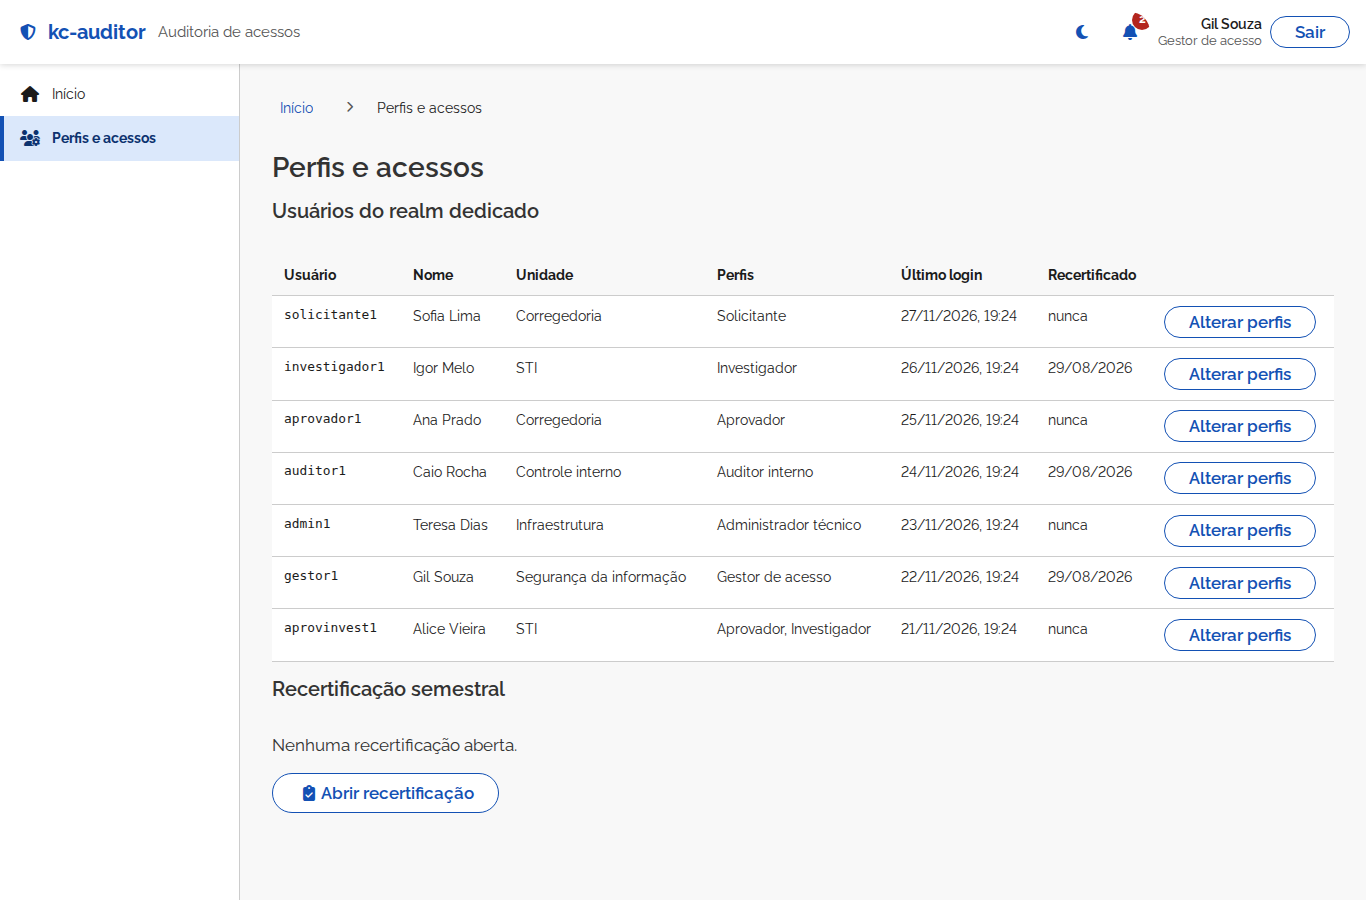 kc-auditor Auditoria de acessos
Gil Souza
Gestor de acesso
Sair
Início
Perfis e acessos
Início Perfis e acessos
Perfis e acessos
Usuários do realm dedicado
Usuário Nome Unidade Perfis Último login Recertificado
solicitante1 Sofia Lima Corregedoria Solicitante 27/11/2026, 19:24 nunca Alterar perfis
investigador1 Igor Melo STI Investigador 26/11/2026, 19:24 29/08/2026 Alterar perfis
aprovador1 Ana Prado Corregedoria Aprovador 25/11/2026, 19:24 nunca Alterar perfis
auditor1 Caio Rocha Controle interno Auditor interno 24/11/2026, 19:24 29/08/2026 Alterar perfis
admin1 Teresa Dias Infraestrutura Administrador técnico 23/11/2026, 19:24 nunca Alterar perfis
gestor1 Gil Souza Segurança da informação Gestor de acesso 22/11/2026, 19:24 29/08/2026 Alterar perfis
aprovinvest1 Alice Vieira STI Aprovador, Investigador 21/11/2026, 19:24 nunca Alterar perfis
Recertificação semestral
Nenhuma recertificação aberta.
Abrir recertificação